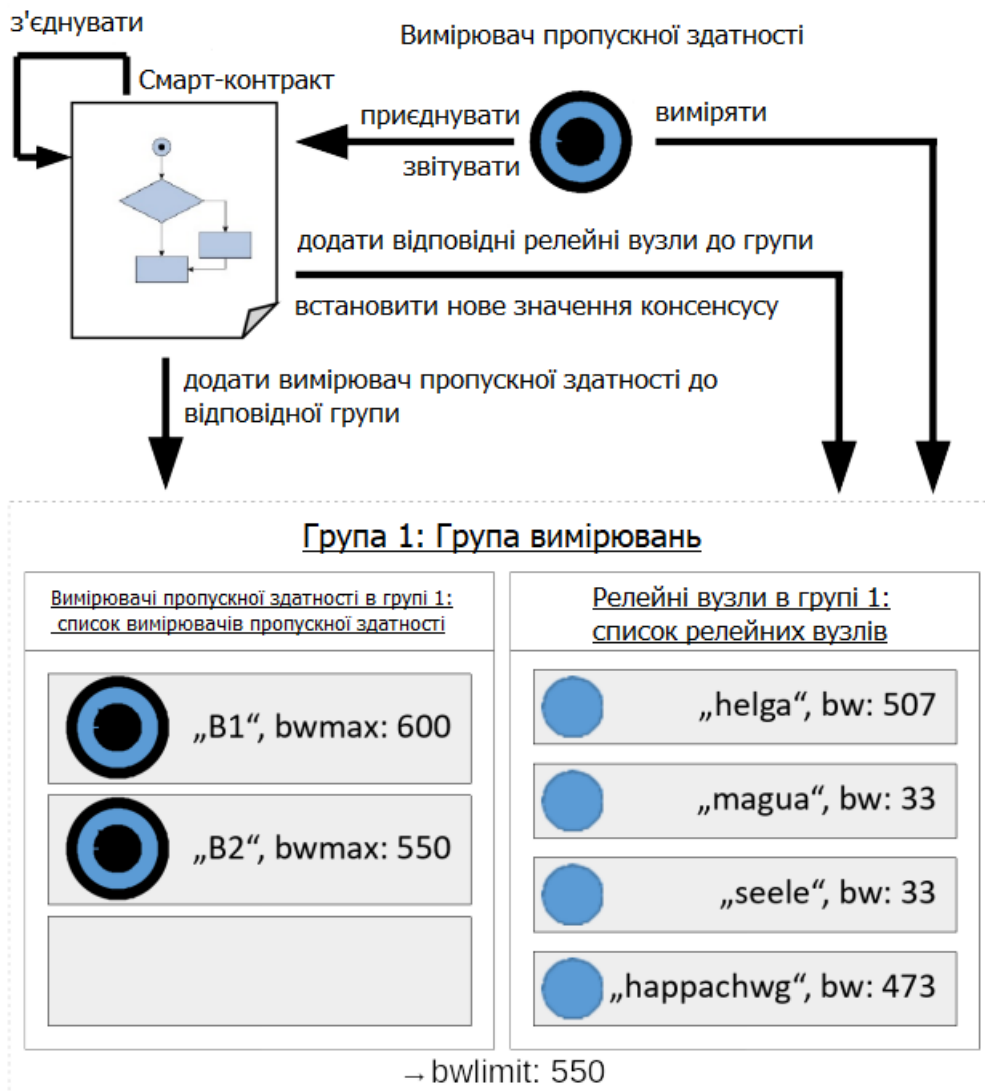 з'єднувати
Вимірювач пропускної здатності
Смарт-контракт
приєднувати
виміряти
звітувати
додати відповідні релейні вузли до групи
встановити нове значення консенсусу
додати вимірювач пропускної здатності до
відповідної групи
Група 1: Група вимірювань
Вимірювачі пропускної здатності в групі 1:
список вимірювачів пропускної здатності
„B1“, bwmax: 600
„B2“, bwmax: 550
Релейні вузли в групі 1:
список релейних вузлів
„helga“, bw: 507
„magua“, bw: 33
„seele“, bw: 33
„happachwg“, bw: 473
→bwlimit: 550